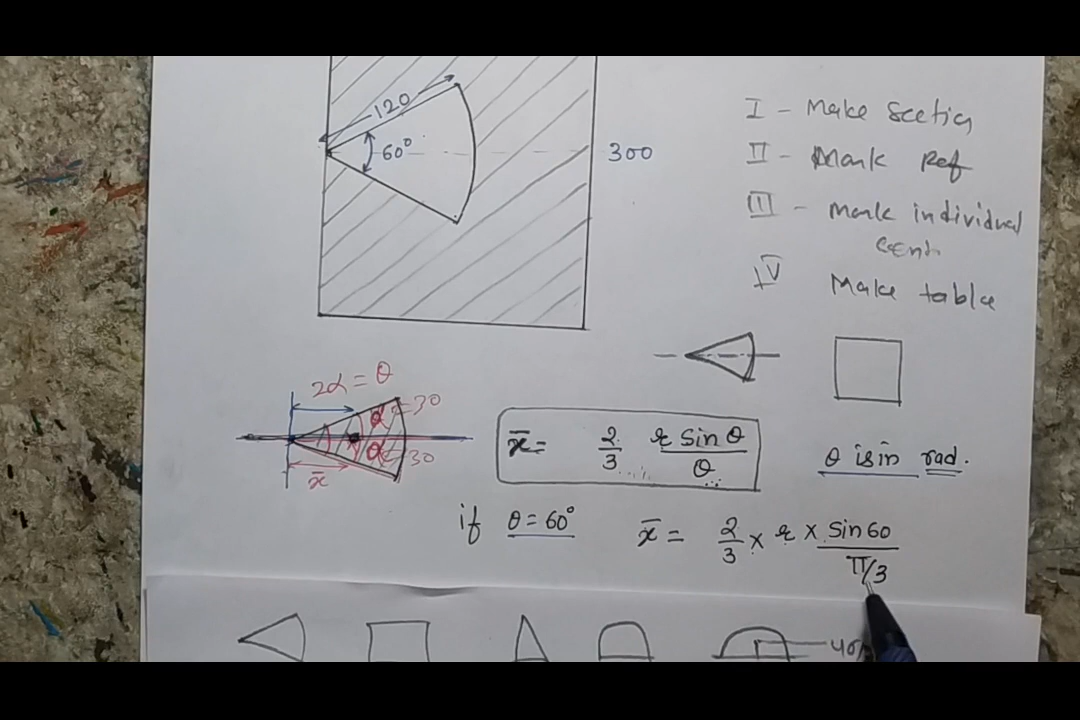 120
60°
300
I - Make Section
II - Mark Ref
III - Mark individual
Cent
IV Make table
2α = θ
α = 30
α = 30
x̄
x̄ = 2/3 r sin θ / θ
θ is in rad.
if θ = 60° x̄ = 2/3 × r × sin 60 / π/3